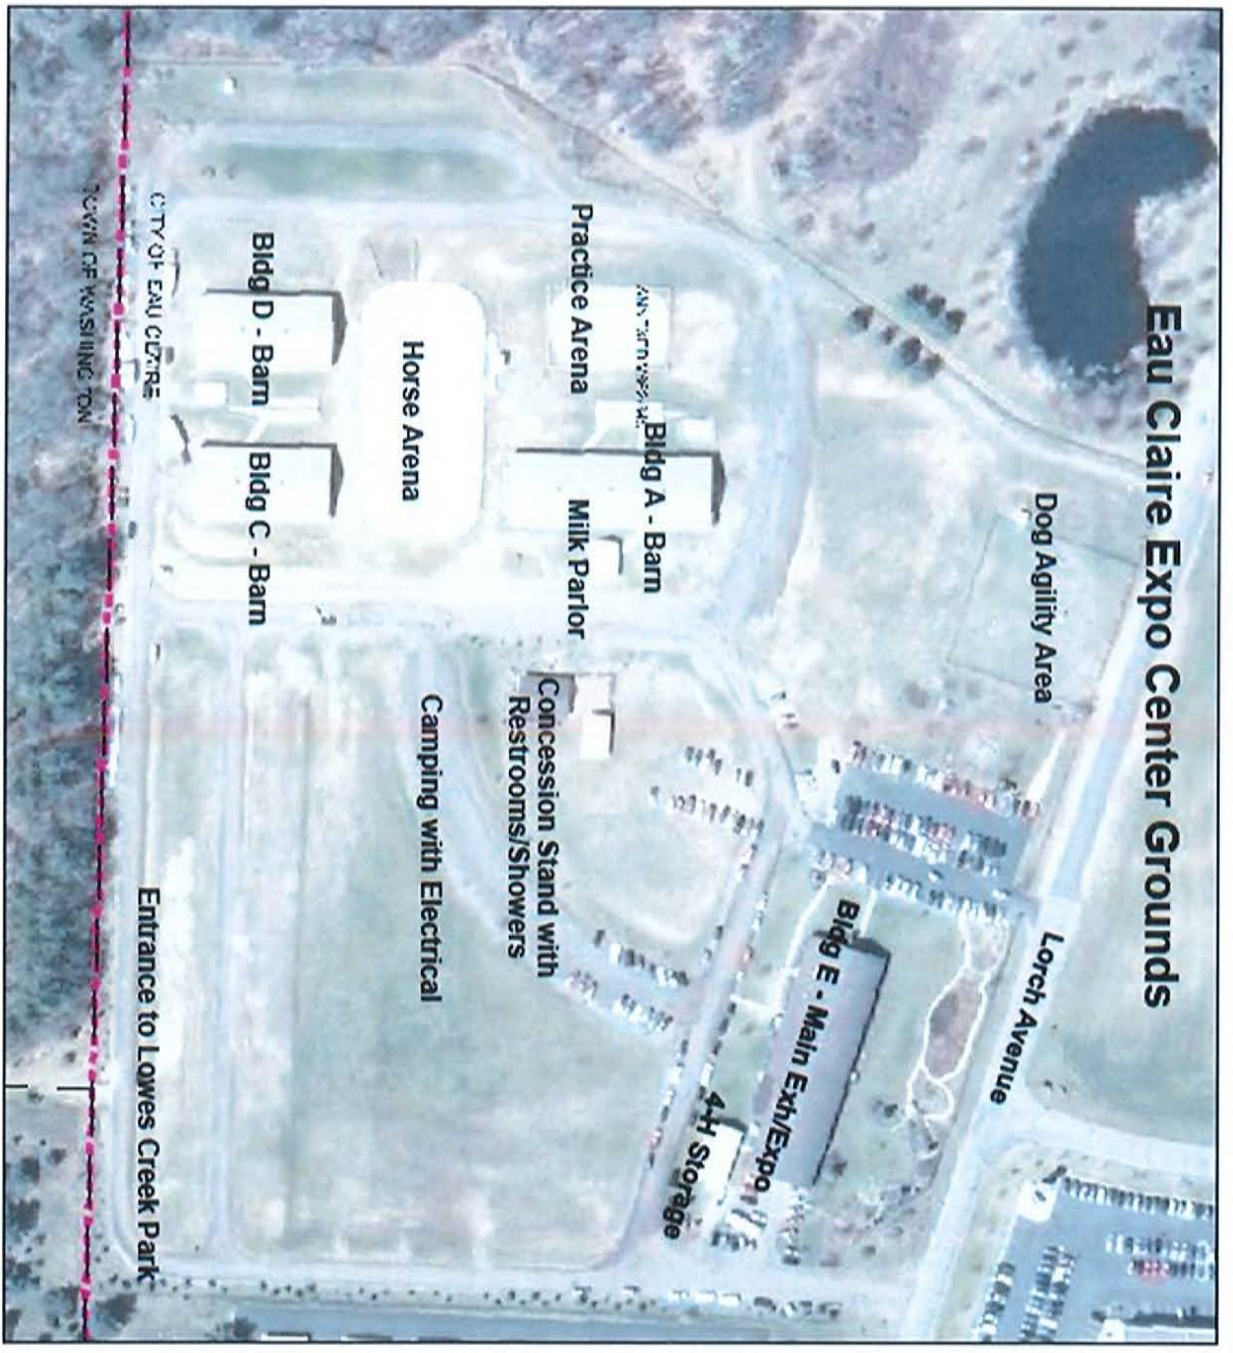 Eau Claire Expo Center Grounds
Lorch Avenue
Dog Agility Area
Bldg E - Main Exh/Expo
4-H Storage
Bldg A - Barn
Practice Arena
Milk Parlor
Concession Stand with
Restrooms/Showers
Horse Arena
Camping with Electrical
Bldg D - Barn
Bldg C - Barn
CITY OF EAU CLAIRE
TOWN OF WASHINGTON
Entrance to Lowes Creek Park